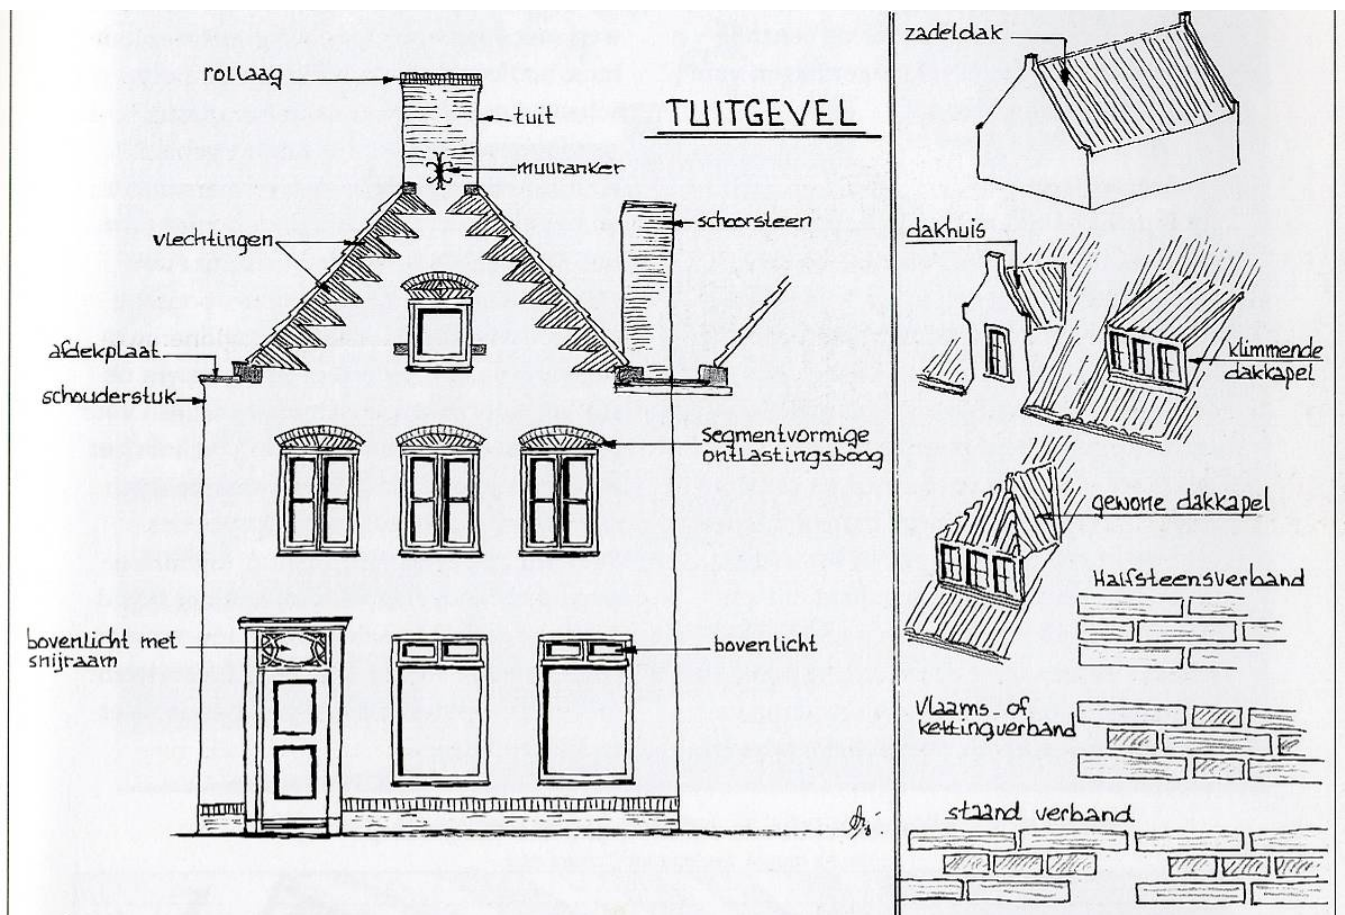 TUITGEVEL
rollaag
tuit
muuranker
vlechtingen
schoorsteen
afdekplaat
schouderstuk
Segmentvormige
ontlastingsboog
bovenlicht met
snijraam
bovenlicht
zadeldak
dakhuis
klimmende
dakkapel
gewone dakkapel
Halfsteensverband
Vlaams- of
kettingverband
staand verband